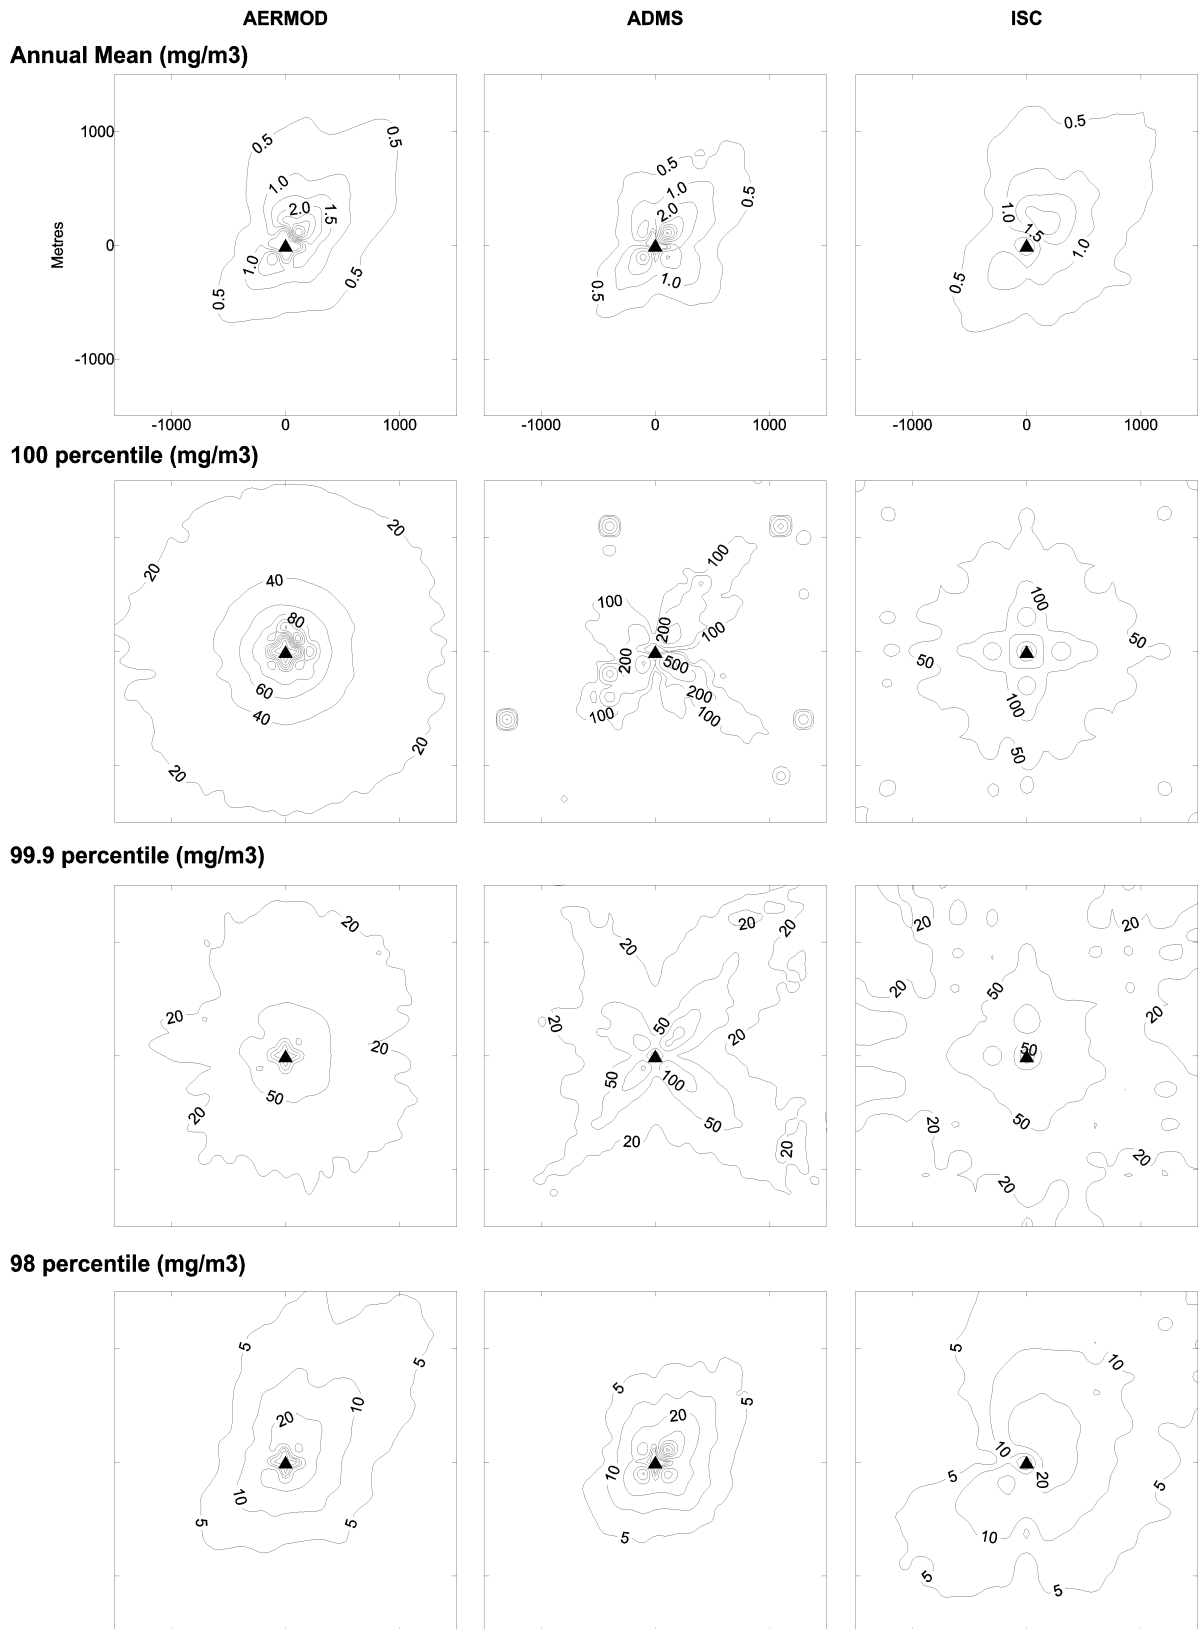 AERMOD ADMS ISC
Annual Mean (mg/m3)
1000
0
-1000
Metres
0.5 0.5 1.0 2.0 1.5 1.0 0.5 0.5
0.5 1.0 0.5 2.0 1.0 0.5
0.5 1.0 1.5 1.0 0.5
-1000 0 1000 -1000 0 1000 -1000 0 1000
100 percentile (mg/m3)
20 20 40 80 60 40 20 20
100 100 200 100 200 500 200 100 100
100 50 50 100 50
99.9 percentile (mg/m3)
20 20 20 50 20
20 20 20 20 50 20 50 100 50 20 20
20 20 20 50 20 50 50 20 20 20
98 percentile (mg/m3)
5 5 10 20 10 5 5
5 5 20 10 5
5 10 10 20 5 5 10 5 5